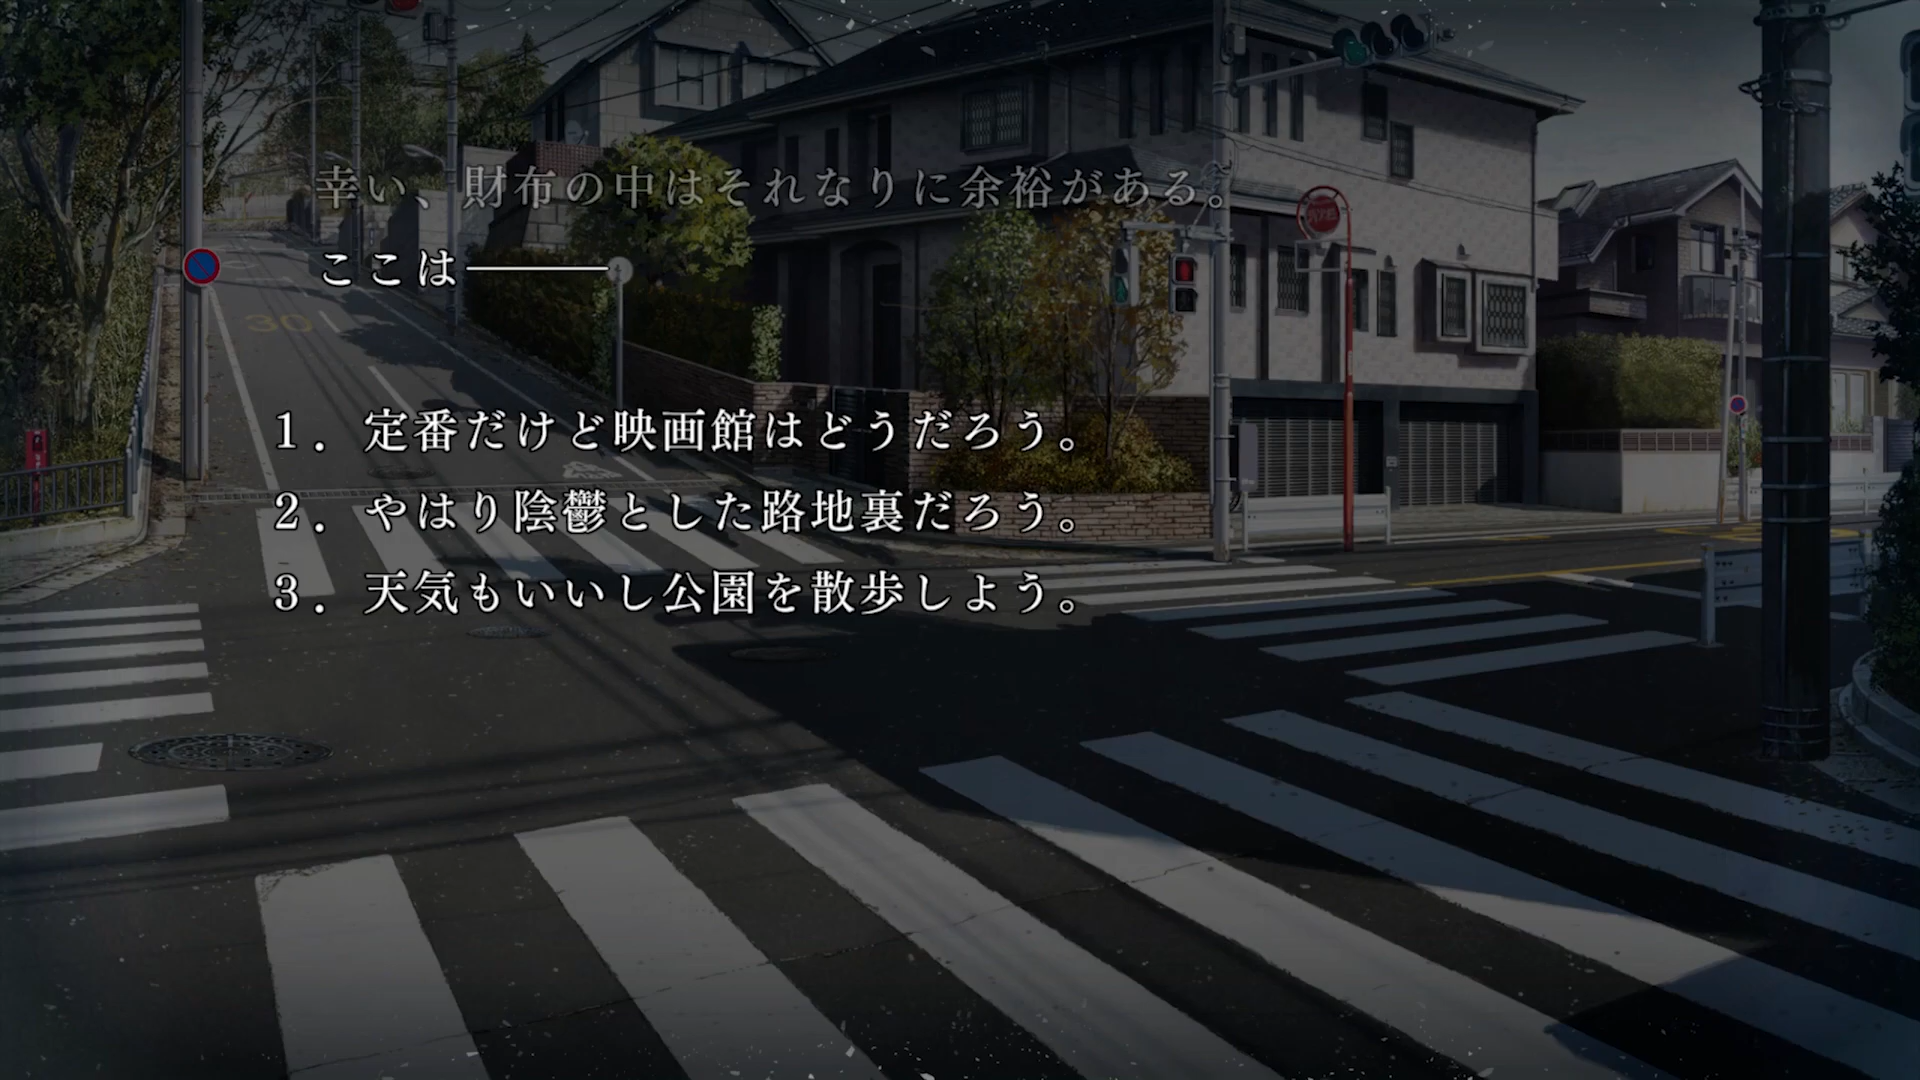 幸い、財布の中はそれなりに余裕がある。
ここは―――
30
1．定番だけど映画館はどうだろう。
2．やはり陰鬱とした路地裏だろう。
3．天気もいいし公園を散歩しよう。